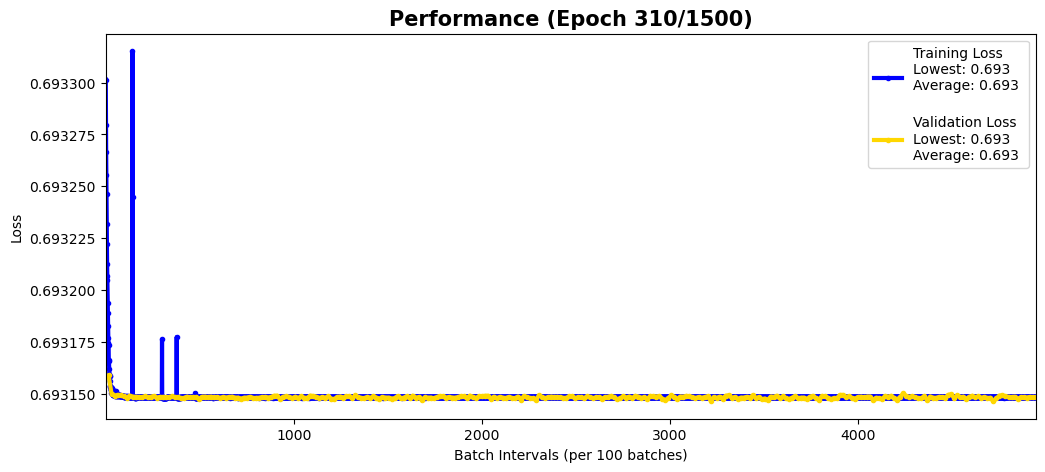 Performance (Epoch 310/1500)
Training Loss
Lowest: 0.693
Average: 0.693
Validation Loss
Lowest: 0.693
Average: 0.693
Loss
0.693300
0.693275
0.693250
0.693225
0.693200
0.693175
0.693150
1000
2000
3000
4000
Batch Intervals (per 100 batches)